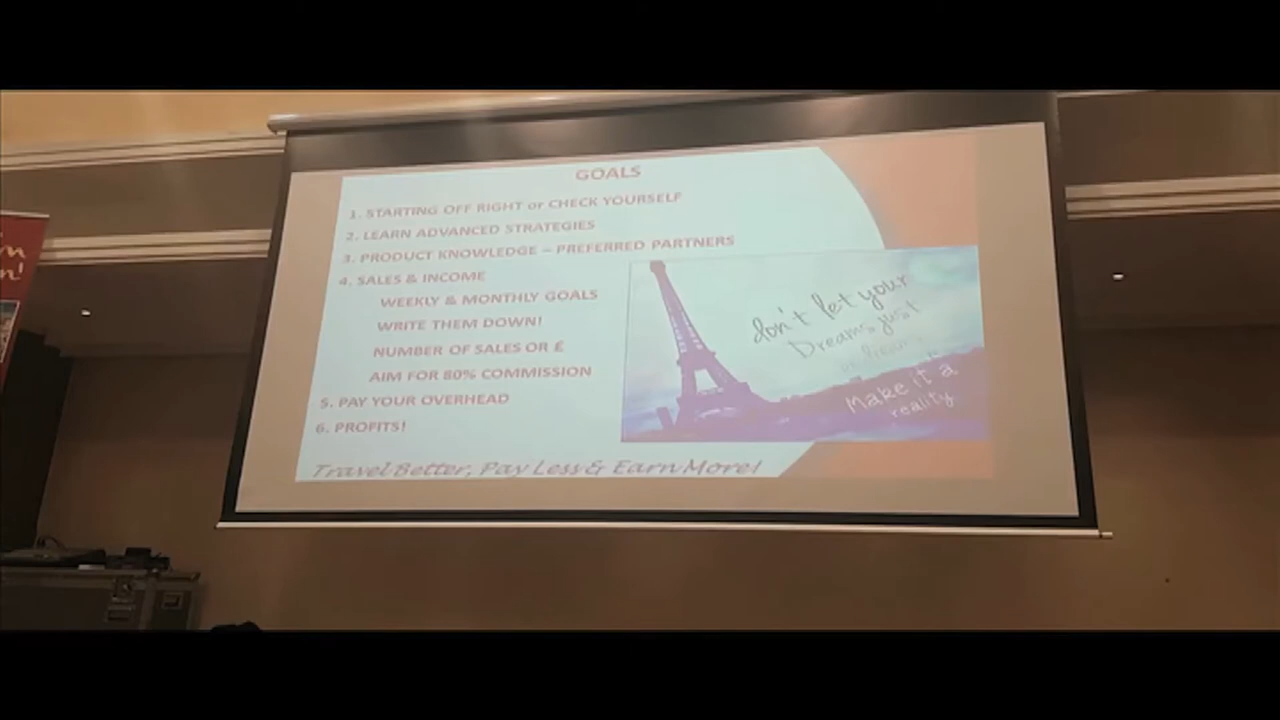 GOALS
1. STARTING OFF RIGHT or CHECK YOURSELF
2. LEARN ADVANCED STRATEGIES
3. PRODUCT KNOWLEDGE – PREFERRED PARTNERS
4. SALES & INCOME
WEEKLY & MONTHLY GOALS
WRITE THEM DOWN!
NUMBER OF SALES OR £
AIM FOR 80% COMMISSION
5. PAY YOUR OVERHEAD
6. PROFITS!
don't let your
Dreams just
Make it a
reality
Travel Better, Pay Less & Earn More!